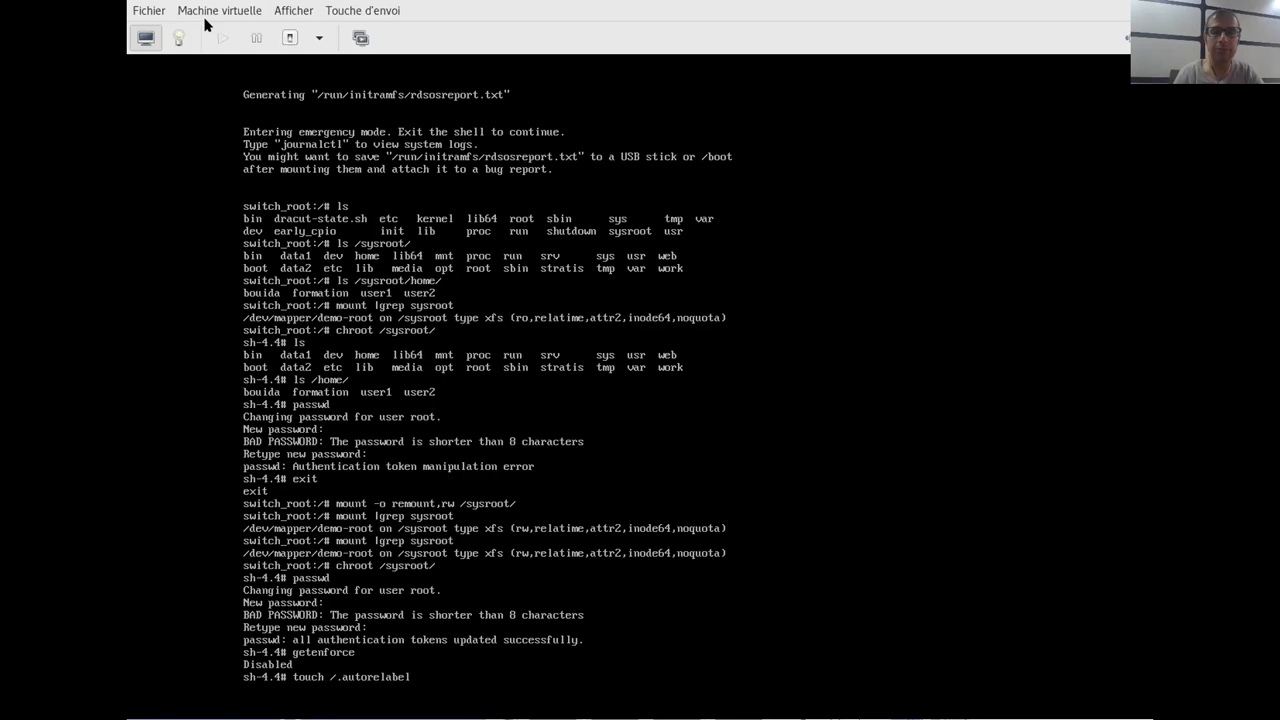 Fichier Machine virtuelle Afficher Touche d'envoi
Generating "/run/initramfs/rdsosreport.txt"
Entering emergency mode. Exit the shell to continue.
Type "journalctl" to view system logs.
You might want to save "/run/initramfs/rdsosreport.txt" to a USB stick or /boot
after mounting them and attach it to a bug report.
switch_root:/# ls
bin dracut-state.sh etc kernel lib64 root sbin sys tmp var
dev early_cpio init lib proc run shutdown sysroot usr
switch_root:/# ls /sysroot/
bin data1 dev home lib64 mnt proc run srv sys usr web
boot data2 etc lib media opt root sbin stratis tmp var work
switch_root:/# ls /sysroot/home/
bouida formation user1 user2
switch_root:/# mount |grep sysroot
/dev/mapper/demo-root on /sysroot type xfs (ro,relatime,attr2,inode64,noquota)
switch_root:/# chroot /sysroot/
sh-4.4# ls
bin data1 dev home lib64 mnt proc run srv sys usr web
boot data2 etc lib media opt root sbin stratis tmp var work
sh-4.4# ls /home/
bouida formation user1 user2
sh-4.4# passwd
Changing password for user root.
New password:
BAD PASSWORD: The password is shorter than 8 characters
Retype new password:
passwd: Authentication token manipulation error
sh-4.4# exit
exit
switch_root:/# mount -o remount,rw /sysroot/
switch_root:/# mount |grep sysroot
/dev/mapper/demo-root on /sysroot type xfs (rw,relatime,attr2,inode64,noquota)
switch_root:/# mount |grep sysroot
/dev/mapper/demo-root on /sysroot type xfs (rw,relatime,attr2,inode64,noquota)
switch_root:/# chroot /sysroot/
sh-4.4# passwd
Changing password for user root.
New password:
BAD PASSWORD: The password is shorter than 8 characters
Retype new password:
passwd: all authentication tokens updated successfully.
sh-4.4# getenforce
Disabled
sh-4.4# touch /.autorelabel